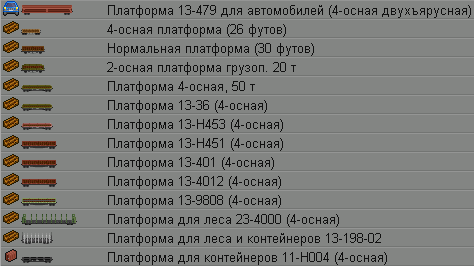 Платформа 13-479 для автомобилей (4-осная двухъярусная)
4-осная платформа (26 футов)
Нормальная платформа (30 футов)
2-осная платформа грузоп. 20 т
Платформа 4-осная, 50 т
Платформа 13-36 (4-осная)
Платформа 13-Н453 (4-осная)
Платформа 13-Н451 (4-осная)
Платформа 13-401 (4-осная)
Платформа 13-4012 (4-осная)
Платформа 13-9808 (4-осная)
Платформа для леса 23-4000 (4-осная)
Платформа для леса и контейнеров 13-198-02
Платформа для контейнеров 11-Н004 (4-осная)